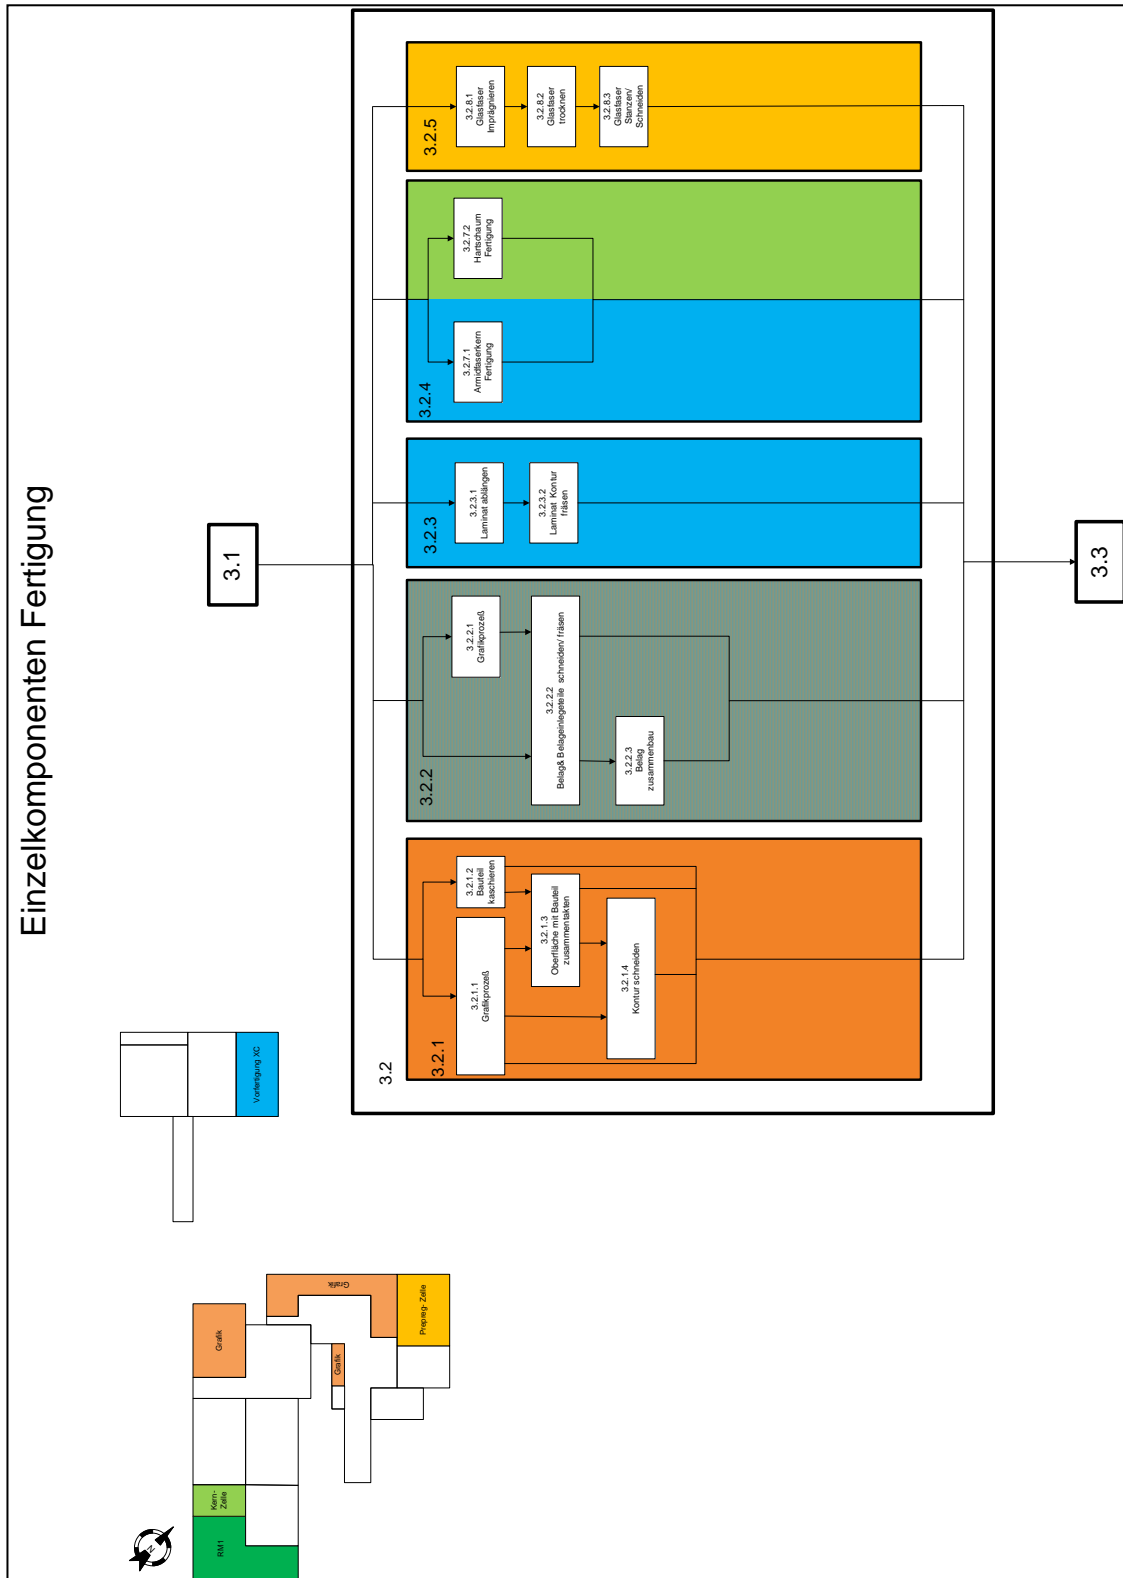 Einzelkomponenten Fertigung
3.1
3.2
3.2.1
3.2.1.1
Grafikprozeß
3.2.1.2
Bauteil
kaschieren
3.2.1.3
Oberfläche mit Bauteil
zusammentakten
3.2.1.4
Kontur schneiden
3.2.2
3.2.2.1
Grafikprozeß
3.2.2.2
Belag& Belageinlegeteile schneiden/ fräsen
3.2.2.3
Belag
zusammenbau
3.2.3
3.2.3.1
Laminat ablängen
3.2.3.2
Laminat Kontur
fräsen
3.2.4
3.2.7.1
Armidfaserkern
Fertigung
3.2.7.2
Hartschaum
Fertigung
3.2.5
3.2.8.1
Glasfaser
Imprägnieren
3.2.8.2
Glasfaser
trocknen
3.2.8.3
Glasfaser
Stanzen/
Schneiden
3.3
Vorfertigung XC
N
RM1
Kern-
Zelle
Grafik
Grafik
Grafik
Prepreg- Zelle